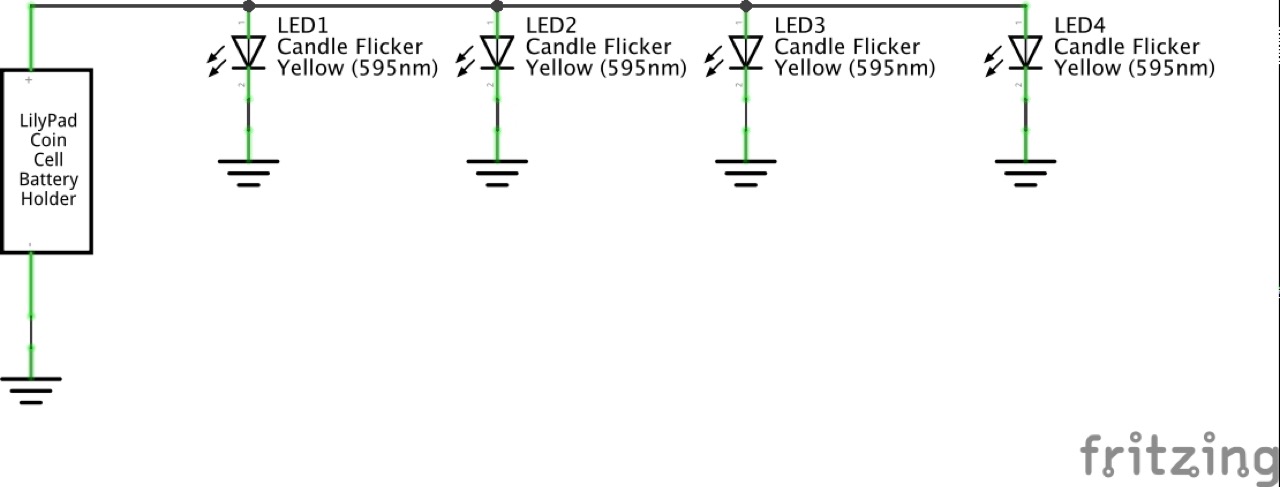 LED1
Candle Flicker
Yellow (595nm)
LED2
Candle Flicker
Yellow (595nm)
LED3
Candle Flicker
Yellow (595nm)
LED4
Candle Flicker
Yellow (595nm)
1
2
1
2
1
2
1
2
+
LilyPad
Coin
Cell
Battery
Holder
-
fritzing